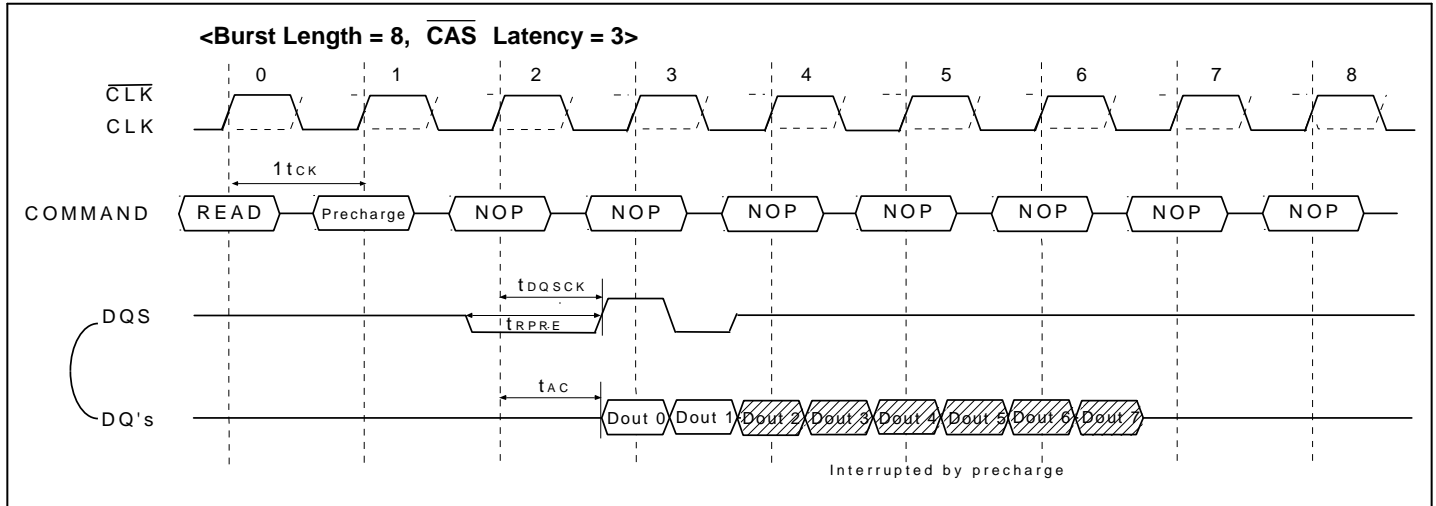 <Burst Length = 8, CAS Latency = 3>
0 1 2 3 4 5 6 7 8
CLK
CLK
1tCK
COMMAND READ Precharge NOP NOP NOP NOP NOP NOP NOP
tDQSCK
DQS
tRPRE
tAC
DQ's Dout 0 Dout 1 Dout 2 Dout 3 Dout 4 Dout 5 Dout 6 Dout 7
Interrupted by precharge